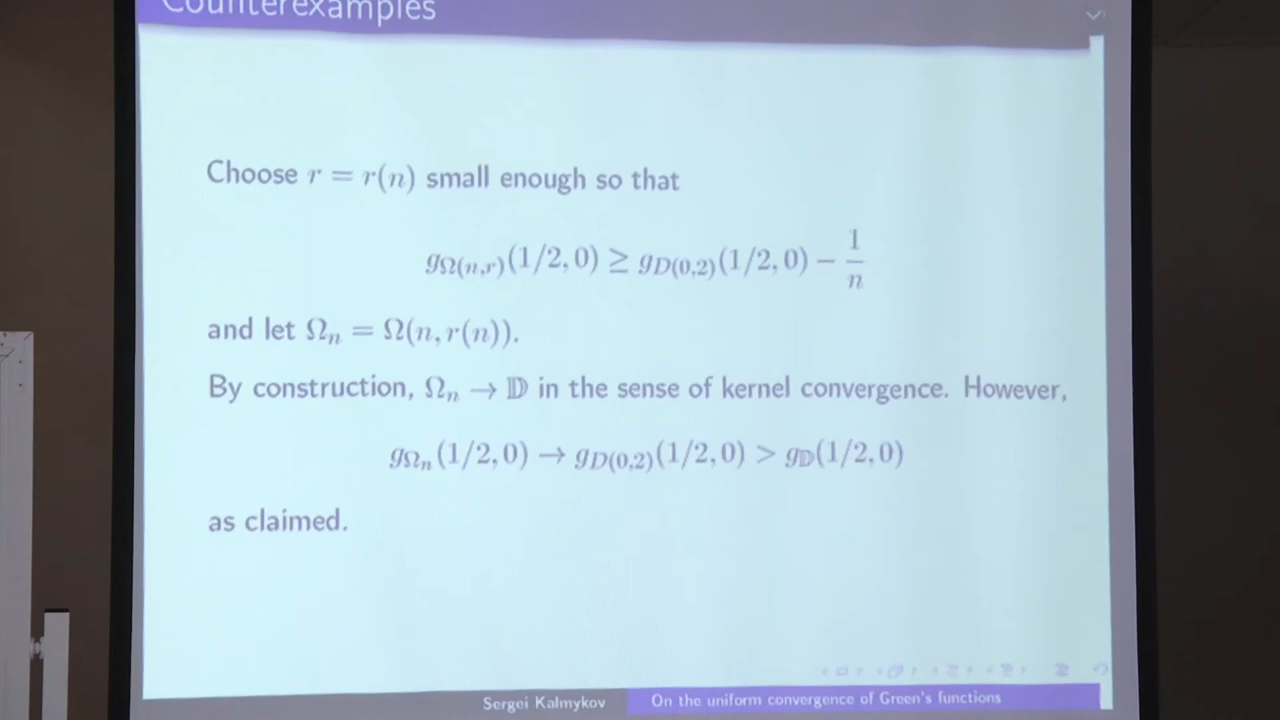 Counterexamples
Choose r = r(n) small enough so that
g_{Ω(n,r)}(1/2, 0) ≥ g_{D(0,2)}(1/2, 0) − 1/n
and let Ω_n = Ω(n, r(n)).
By construction, Ω_n → 𝔻 in the sense of kernel convergence. However,
g_{Ω_n}(1/2, 0) → g_{D(0,2)}(1/2, 0) > g_𝔻(1/2, 0)
as claimed.
Sergei Kalmykov On the uniform convergence of Green's functions